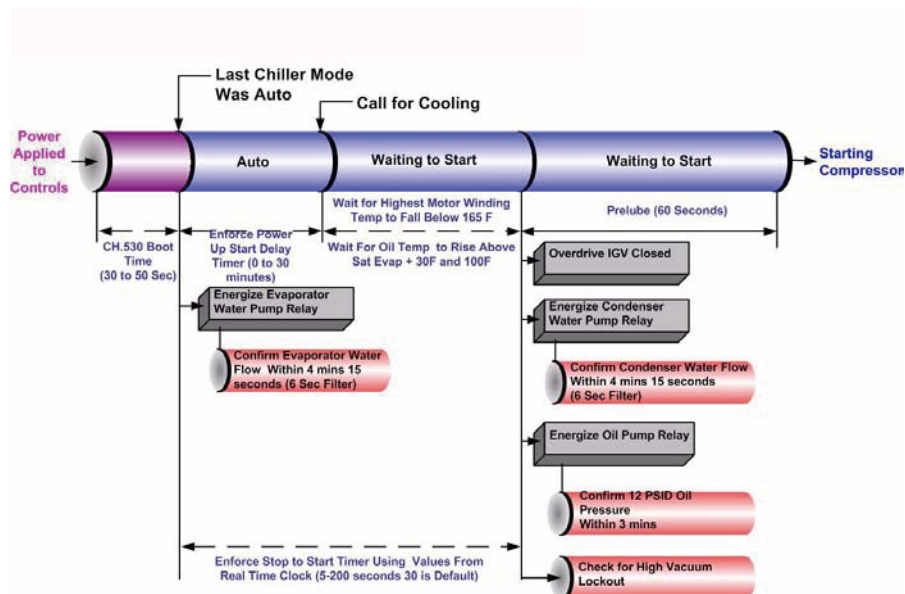 Last Chiller Mode
Was Auto
Call for Cooling
Power
Applied
to
Controls
Auto
Waiting to Start
Waiting to Start
Starting
Compressor
CH.530 Boot
Time
(30 to 50 Sec)
Enforce Power
Up Start Delay
Timer (0 to 30
minutes)
Wait for Highest Motor Winding
Temp to Fall Below 165 F
Wait For Oil Temp to Rise Above
Sat Evap + 30F and 100F
Prelube (60 Seconds)
Energize Evaporator
Water Pump Relay
Confirm Evaporator Water
Flow Within 4 mins 15
seconds (6 Sec Filter)
Overdrive IGV Closed
Energize Condenser
Water Pump Relay
Confirm Condenser Water Flow
Within 4 mins 15 seconds
(6 Sec Filter)
Energize Oil Pump Relay
Confirm 12 PSID Oil
Pressure
Within 3 mins
Enforce Stop to Start Timer Using Values From
Real Time Clock (5-200 seconds 30 is Default)
Check for High Vacuum
Lockout